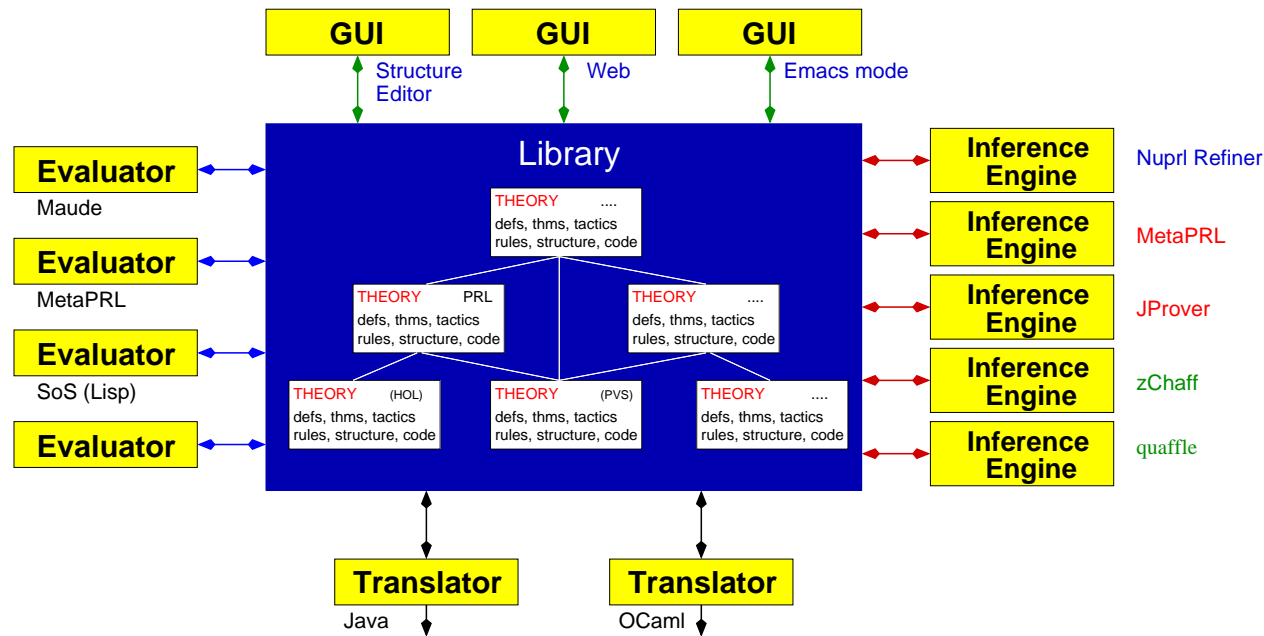 GUI
GUI
GUI
Structure
Editor
Web
Emacs mode
Library
Evaluator
Maude
Evaluator
MetaPRL
Evaluator
SoS (Lisp)
Evaluator
THEORY ....
defs, thms, tactics
rules, structure, code
THEORY PRL
defs, thms, tactics
rules, structure, code
THEORY ....
defs, thms, tactics
rules, structure, code
THEORY (HOL)
defs, thms, tactics
rules, structure, code
THEORY (PVS)
defs, thms, tactics
rules, structure, code
THEORY ....
defs, thms, tactics
rules, structure, code
Inference
Engine
Nuprl Refiner
Inference
Engine
MetaPRL
Inference
Engine
JProver
Inference
Engine
zChaff
Inference
Engine
quaffle
Translator
Java
Translator
OCaml